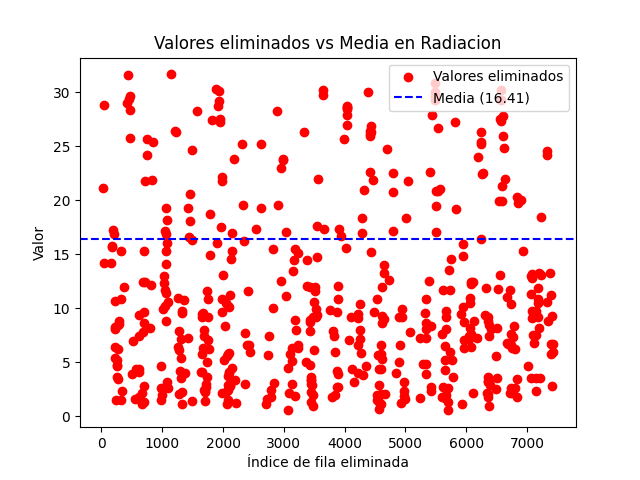 Valores eliminados vs Media en Radiacion
Valores eliminados
Media (16.41)
Valor
30
25
20
15
10
5
0
0 1000 2000 3000 4000 5000 6000 7000
Índice de fila eliminada